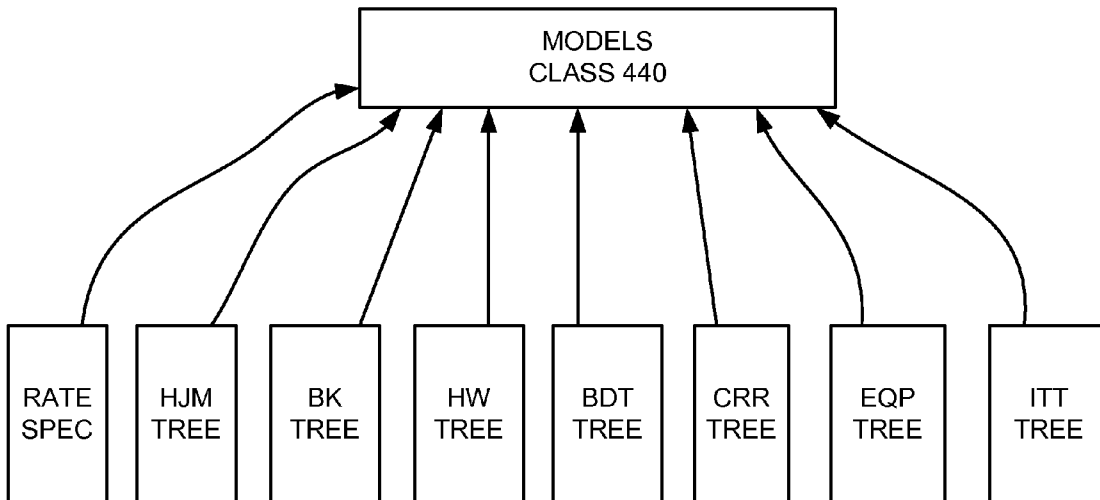 MODELS
CLASS 440
RATE
SPEC
HJM
TREE
BK
TREE
HW
TREE
BDT
TREE
CRR
TREE
EQP
TREE
ITT
TREE